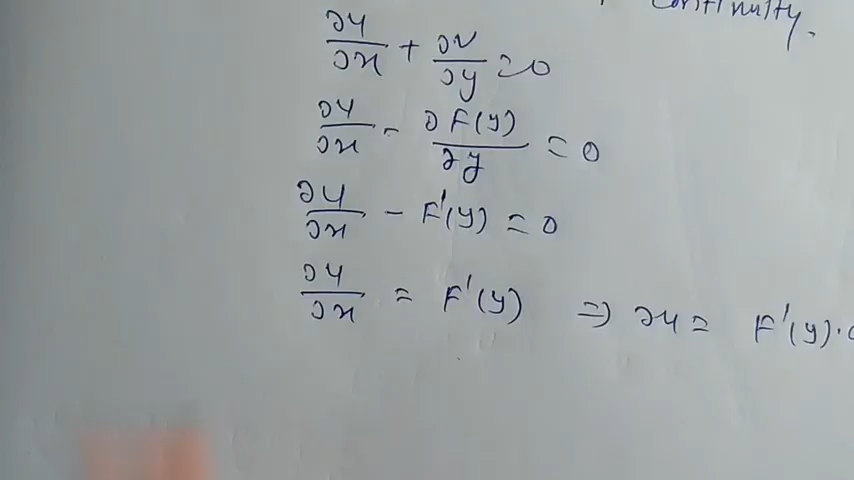 continuity.
∂u/∂x + ∂v/∂y = 0
∂u/∂x - ∂F(y)/∂y = 0
∂u/∂x - F'(y) = 0
∂u/∂x = F'(y) ⇒ ∂u = F'(y)·